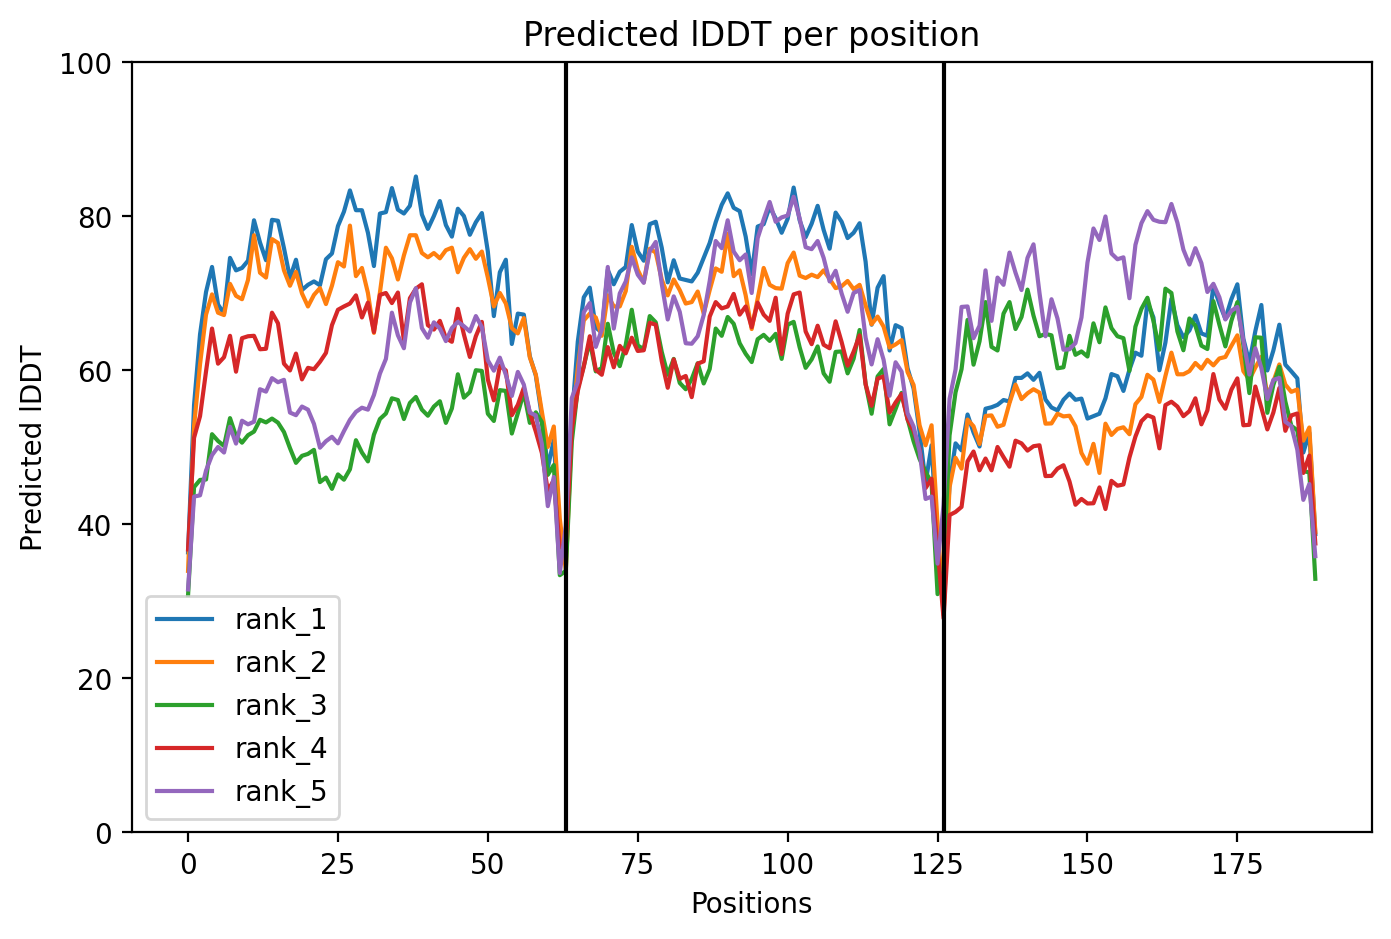 Predicted lDDT per position
100
80
60
40
20
0
Predicted lDDT
rank_1
rank_2
rank_3
rank_4
rank_5
0 25 50 75 100 125 150 175
Positions